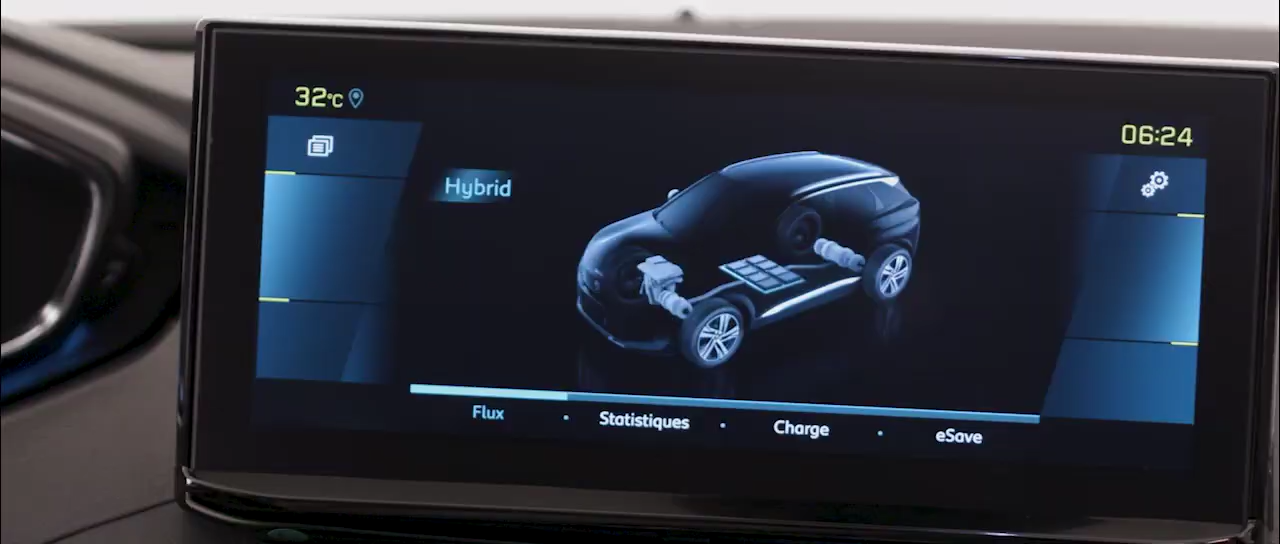 32°C
06:24
Hybrid
Flux • Statistiques • Charge • eSave